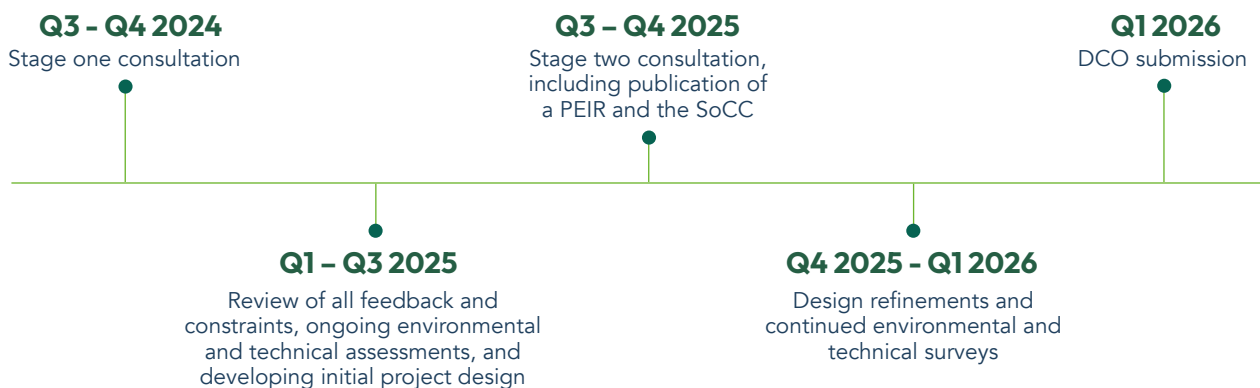 Q3 - Q4 2024
Stage one consultation
Q1 – Q3 2025
Review of all feedback and
constraints, ongoing environmental
and technical assessments, and
developing initial project design
Q3 – Q4 2025
Stage two consultation,
including publication of
a PEIR and the SoCC
Q4 2025 - Q1 2026
Design refinements and
continued environmental and
technical surveys
Q1 2026
DCO submission